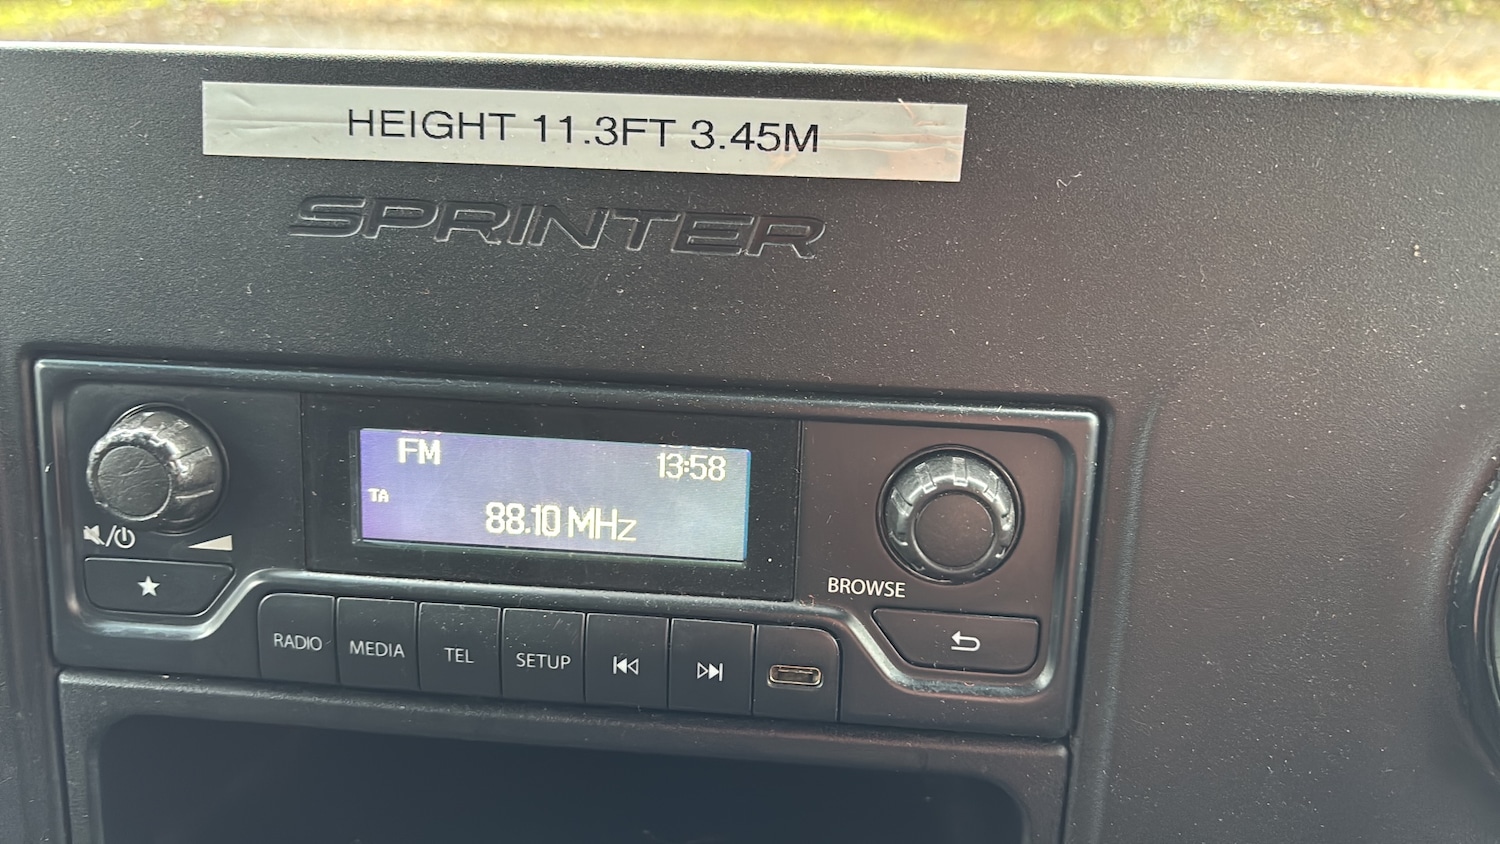 HEIGHT 11.3FT 3.45M
SPRINTER
FM 13:58
TA
88.10 MHz
BROWSE
RADIO MEDIA TEL SETUP